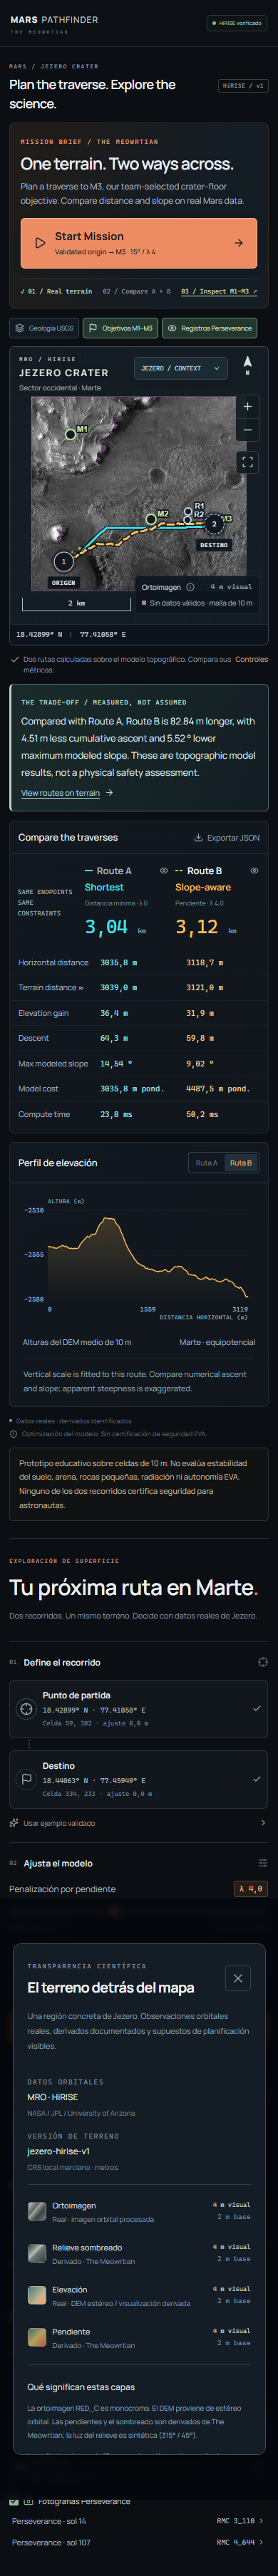 MARS PATHFINDER
THE MEOWRTIAN
HiRISE verificado
MARS / JEZERO CRATER
Plan the traverse. Explore the
science.
HiRISE / v1
MISSION BRIEF / THE MEOWRTIAN
One terrain. Two ways across.
Plan a traverse to M3, our team-selected crater-floor
objective. Compare distance and slope on real Mars data.
Start Mission
Validated origin — M3 · 15° / λ 4
√ 01 / Real terrain
02 / Compare A + B
03 / Inspect M1–M3 ↗
Geología USGS
Objetivos M1–M3
Registros Perseverance
MRO / HIRISE
JEZERO CRATER
Sector occidental · Marte
JEZERO / CONTEXT
N
M1
M2
R1
R2
M3
2
DESTINO
1
ORIGEN
2 km
Ortoimagen
4 m visual
Sin datos válidos · malla de 10 m
18.42899° N | 77.41058° E
Dos rutas calculadas sobre el modelo topográfico. Compara sus
métricas.
Controles
THE TRADE-OFF / MEASURED, NOT ASSUMED
Compared with Route A, Route B is 82.84 m longer, with
4.51 m less cumulative ascent and 5.52° lower
maximum modeled slope. These are topographic model
results, not a physical safety assessment.
View routes on terrain →
Compare the traverses
Exportar JSON
SAME ENDPOINTS
SAME
CONSTRAINTS
Route A
Shortest
Distancia mínima · λ 0
3,04 km
Route B
Slope-aware
Pendiente · λ 4,0
3,12 km
Horizontal distance 3035,8 m 3118,7 m
Terrain distance ≈ 3039,0 m 3121,0 m
Elevation gain 36,4 m 31,9 m
Descent 64,3 m 59,8 m
Max modeled slope 14,54 ° 9,02 °
Model cost 3035,8 m pond. 4487,5 m pond.
Compute time 23,8 ms 50,2 ms
Perfil de elevación
Ruta A
Ruta B
ALTURA (m)
−2530
−2555
−2580
0 1559 3119
DISTANCIA HORIZONTAL (m)
Alturas del DEM medio de 10 m
Marte · equipotencial
Vertical scale is fitted to this route. Compare numerical ascent
and slope; apparent steepness is exaggerated.
Datos reales · derivados identificados
Optimización del modelo. Sin certificación de seguridad EVA.
Prototipo educativo sobre celdas de 10 m. No evalúa estabilidad
del suelo, arena, rocas pequeñas, radiación ni autonomía EVA.
Ninguno de los dos recorridos certifica seguridad para
astronautas.
EXPLORACIÓN DE SUPERFICIE
Tu próxima ruta en Marte.
Dos recorridos. Un mismo terreno. Decide con datos reales de Jezero.
01 Define el recorrido
Punto de partida
18.42899° N · 77.41058° E
Celda 59, 302 · ajuste 0,0 m
Destino
18.44063° N · 77.45949° E
Celda 334, 233 · ajuste 0,0 m
Usar ejemplo validado
02 Ajusta el modelo
Penalización por pendiente
λ 4,0
TRANSPARENCIA CIENTÍFICA
El terreno detrás del mapa
Una región concreta de Jezero. Observaciones orbitales
reales, derivados documentados y supuestos de planificación
visibles.
DATOS ORBITALES
MRO · HiRISE
NASA / JPL / University of Arizona
VERSIÓN DE TERRENO
jezero-hirise-v1
CRS local marciano · metros
Ortoimagen
Real · imagen orbital procesada
4 m visual
2 m base
Relieve sombreado
Derivado · The Meowrtian
4 m visual
2 m base
Elevación
Real · DEM estéreo / visualización derivada
4 m visual
2 m base
Pendiente
Derivado · The Meowrtian
4 m visual
2 m base
Qué significan estas capas
La ortoimagen RED_C es monocroma. El DEM proviene de estéreo
orbital. Las pendientes y el sombreado son derivados de The
Meowrtian; la luz del relieve es sintética (315° / 45°).
Fotografías Perseverance
Perseverance · sol 14
RMC 3_110
Perseverance · sol 107
RMC 4_644